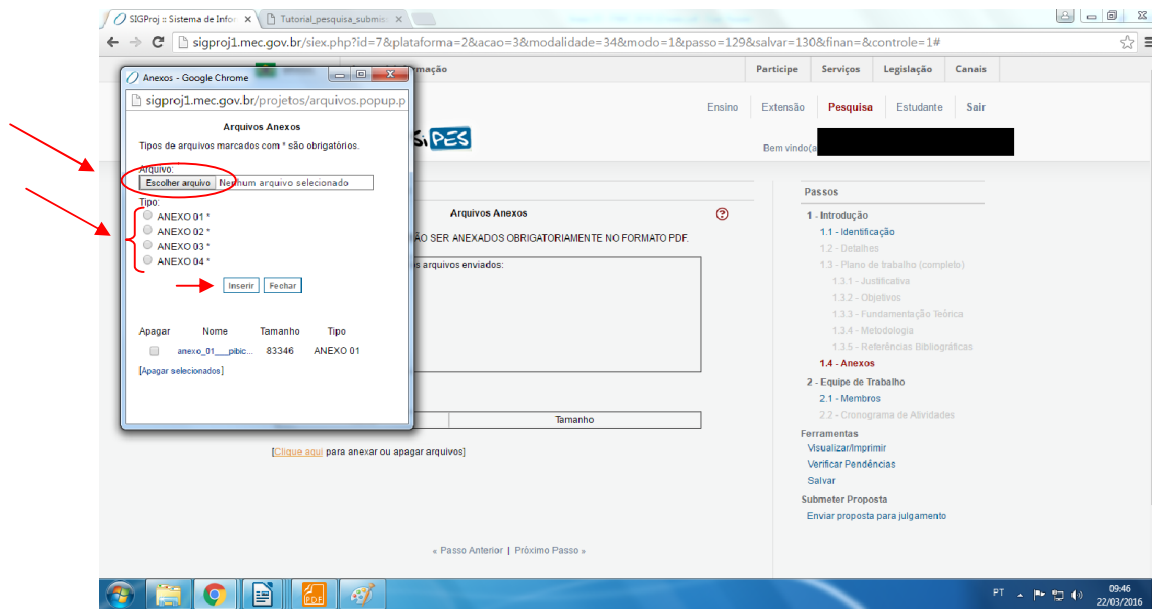 SIGProj :: Sistema de Infor
Tutorial_pesquisa_submis
sigproj1.mec.gov.br/siex.php?id=7&plataforma=2&acao=3&modalidade=34&modo=1&passo=129&salvar=130&finan=&controle=1#
Participe Serviços Legislação Canais
Anexos - Google Chrome
sigproj1.mec.gov.br/projetos/arquivos.popup.p
Arquivos Anexos
Tipos de arquivos marcados com * são obrigatórios.
Arquivo:
Escolher arquivo Nenhum arquivo selecionado
Tipo:
ANEXO 01 *
ANEXO 02 *
ANEXO 03 *
ANEXO 04 *
Inserir Fechar
Apagar Nome Tamanho Tipo
anexo_01___pibic... 83346 ANEXO 01
[Apagar selecionados]
rmação
Ensino Extensão Pesquisa Estudante Sair
SiPES
Bem vindo(a
Arquivos Anexos
ÃO SER ANEXADOS OBRIGATORIAMENTE NO FORMATO PDF.
s arquivos enviados:
Tamanho
[Clique aqui para anexar ou apagar arquivos]
« Passo Anterior | Próximo Passo »
Passos
1 - Introdução
1.1 - Identificação
1.2 - Detalhes
1.3 - Plano de trabalho (completo)
1.3.1 - Justificativa
1.3.2 - Objetivos
1.3.3 - Fundamentação Teórica
1.3.4 - Metodologia
1.3.5 - Referências Bibliográficas
1.4 - Anexos
2 - Equipe de Trabalho
2.1 - Membros
2.2 - Cronograma de Atividades
Ferramentas
Visualizar/Imprimir
Verificar Pendências
Salvar
Submeter Proposta
Enviar proposta para julgamento
PDF
PT
09:46
22/03/2016